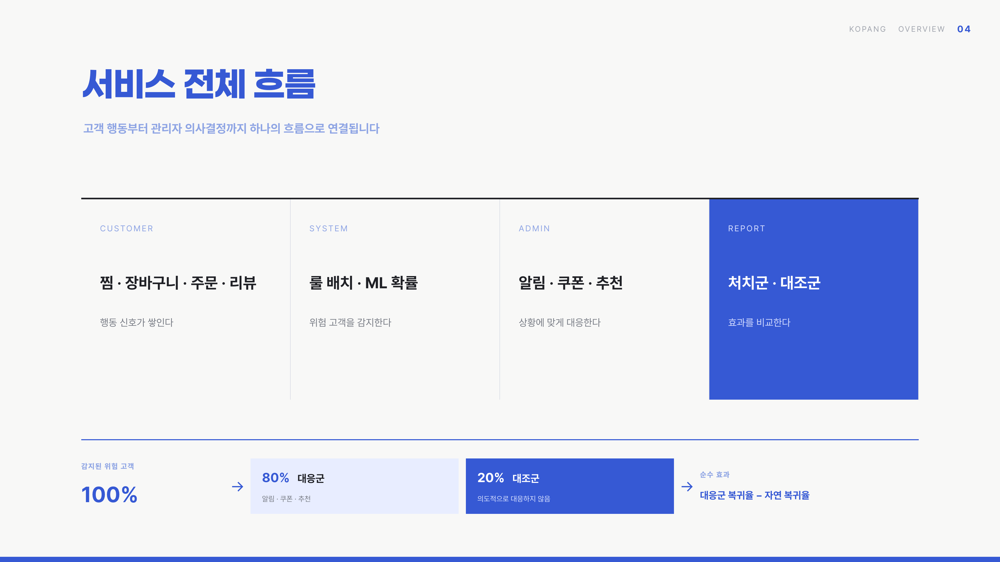 KOPANG OVERVIEW 04
서비스 전체 흐름
고객 행동부터 관리자 의사결정까지 하나의 흐름으로 연결됩니다
CUSTOMER
찜 · 장바구니 · 주문 · 리뷰
행동 신호가 쌓인다
SYSTEM
룰 배치 · ML 확률
위험 고객을 감지한다
ADMIN
알림 · 쿠폰 · 추천
상황에 맞게 대응한다
REPORT
처치군 · 대조군
효과를 비교한다
감지된 위험 고객
100%
→
80% 대응군
알림 · 쿠폰 · 추천
20% 대조군
의도적으로 대응하지 않음
→
순수 효과
대응군 복귀율 – 자연 복귀율